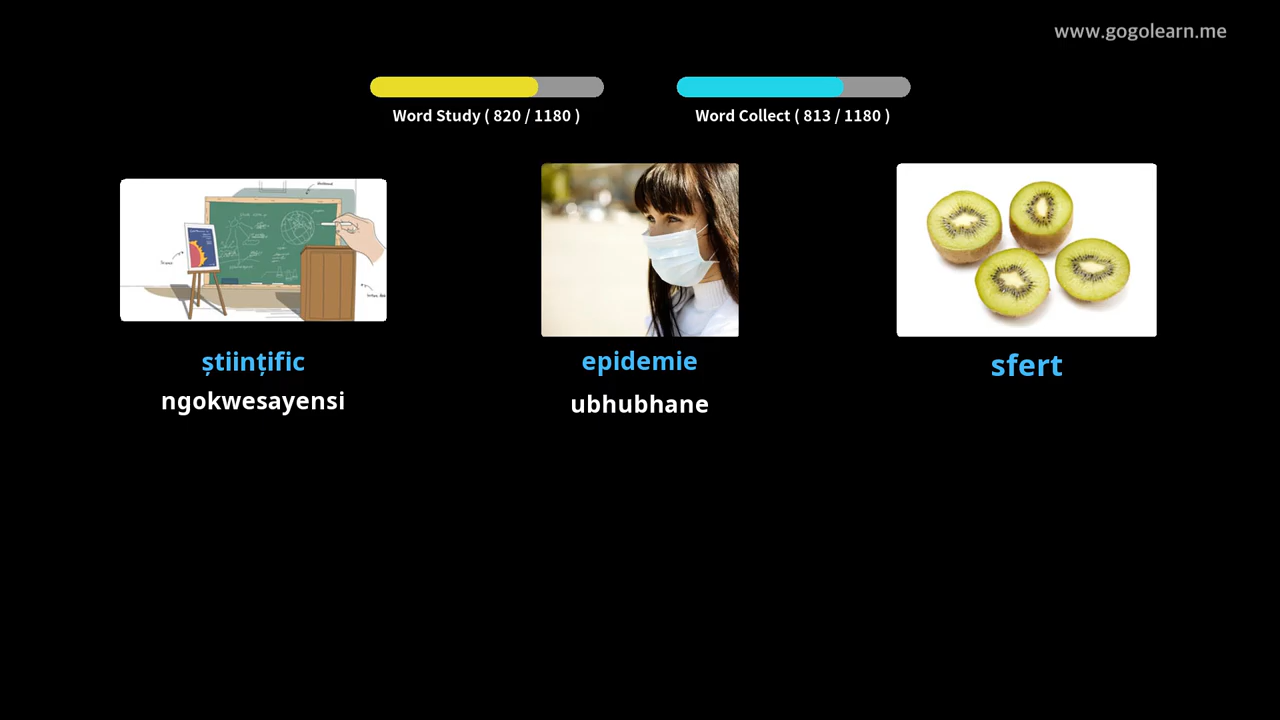 www.gogolearn.me
Word Study ( 820 / 1180 )
Word Collect ( 813 / 1180 )
științific
epidemie
sfert
ngokwesayensi
ubhubhane